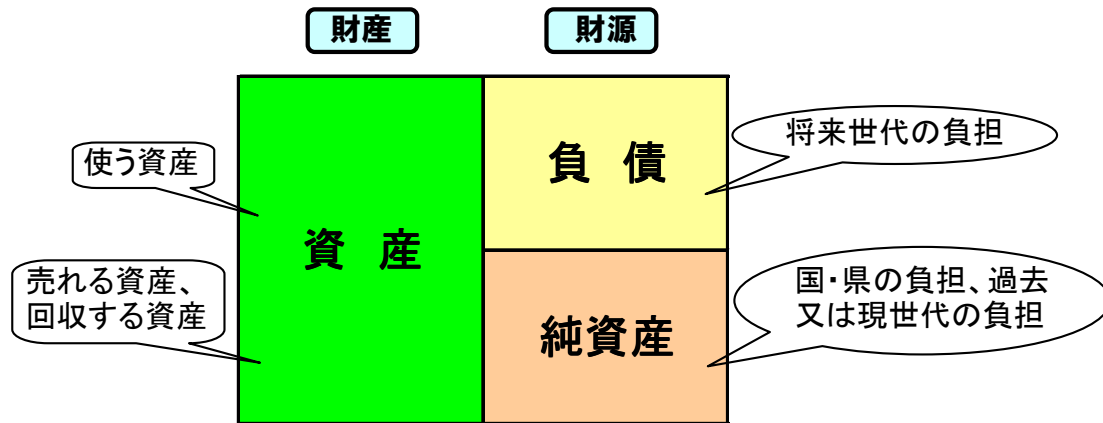 財産
財源
使う資産
売れる資産、
回収する資産
資 産
負 債
純資産
将来世代の負担
国・県の負担、過去
又は現世代の負担